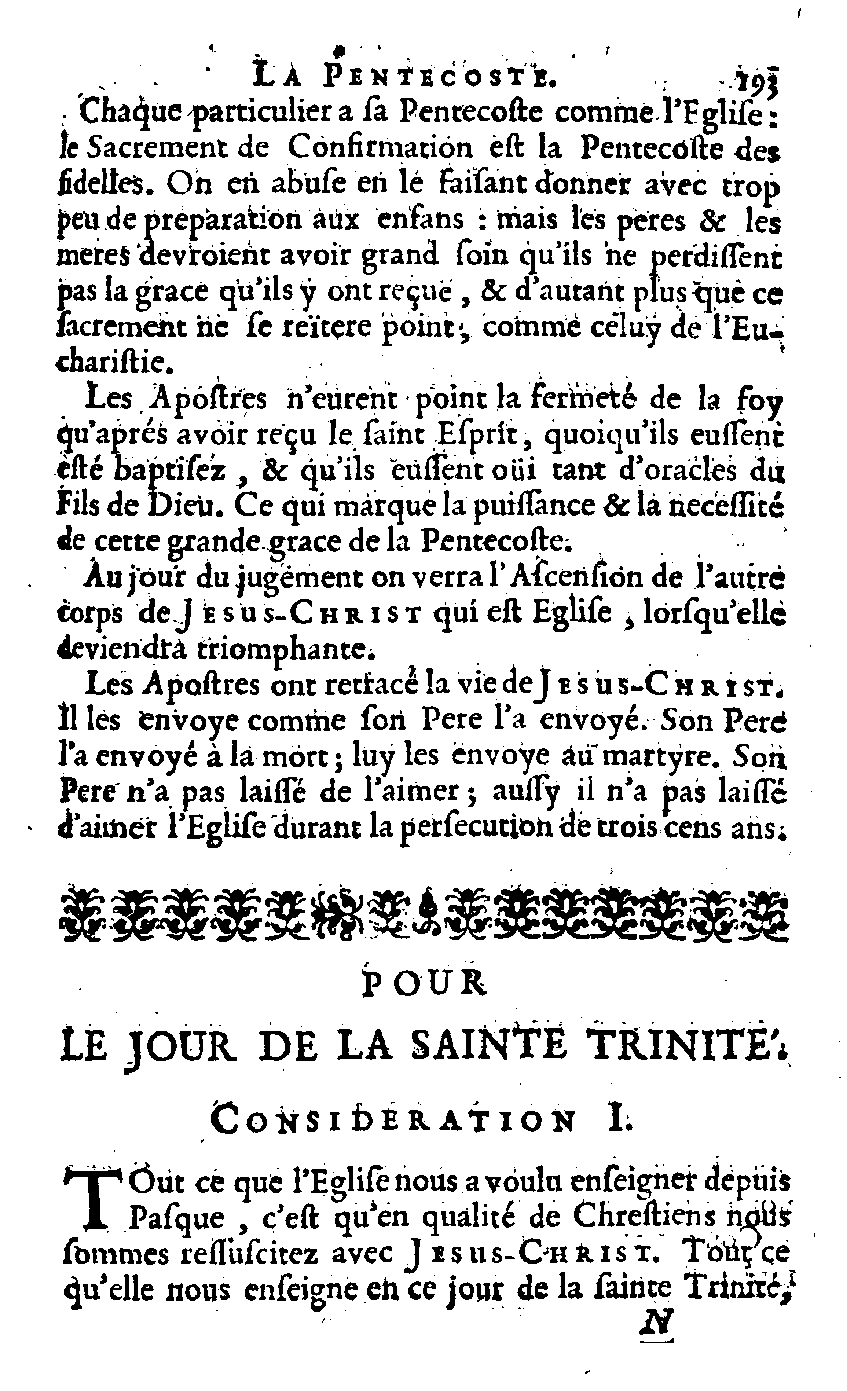 LA PENTECOSTE. 193
Chaque particulier a ſa Pentecoſte comme l'Egliſe :
le Sacrement de Confirmation eſt la Pentecoſte des
fidelles. On en abuſe en le faiſant donner avec trop
peu de preparation aux enfans : mais les peres & les
meres devroient avoir grand ſoin qu'ils ne perdiſſent
pas la grace qu'ils y ont reçue, & d'autant plus que ce
ſacrement ne ſe reïtere point, comme celuy de l'Eu-
chariſtie.
Les Apoſtres n'eurent point la fermeté de la foy
qu'aprés avoir reçu le ſaint Eſprit, quoiqu'ils euſſent
eſté baptiſez, & qu'ils euſſent oüi tant d'oracles du
Fils de Dieu. Ce qui marque la puiſſance & la neceſſité
de cette grande grace de la Pentecoſte.
Au jour du jugement on verra l'Aſcenſion de l'autre
corps de JESUS-CHRIST qui eſt Egliſe, lorſqu'elle
deviendra triomphante.
Les Apoſtres ont retracé la vie de JESUS-CHRIST.
Il les envoye comme ſon Pere l'a envoyé. Son Pere
l'a envoyé à la mort ; luy les envoye au martyre. Son
Pere n'a pas laiſſé de l'aimer ; auſſy il n'a pas laiſſé
d'aimer l'Egliſe durant la perſecution de trois cens ans.
POUR
LE JOUR DE LA SAINTE TRINITE'.
CONSIDERATION I.
TOut ce que l'Egliſe nous a voulu enſeigner depuis
Paſque, c'eſt qu'en qualité de Chreſtiens nous
ſommes reſſuſcitez avec JESUS-CHRIST. Tout ce
qu'elle nous enſeigne en ce jour de la ſainte Trinité,
N